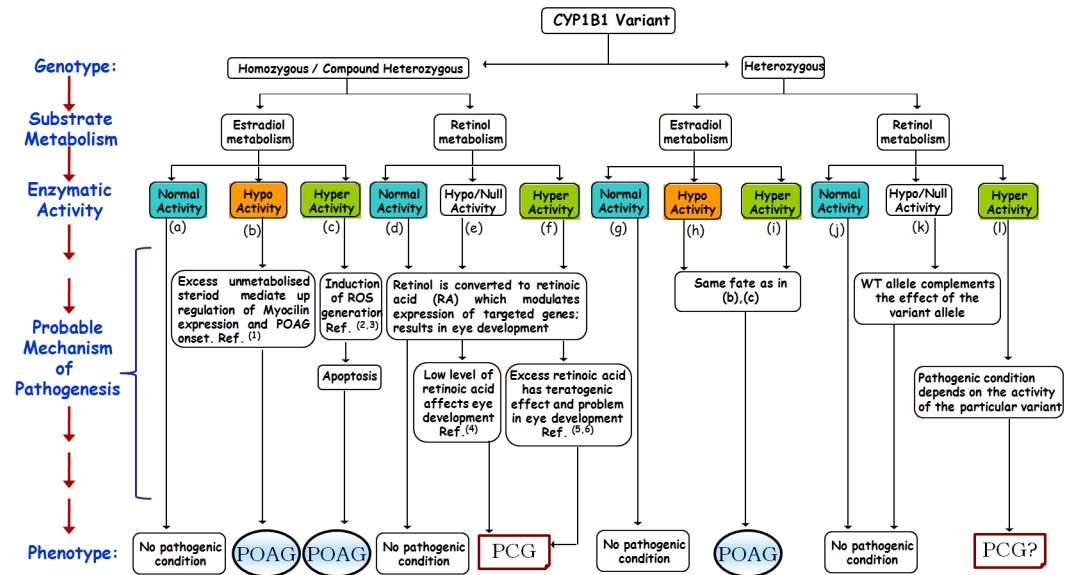 CYP1B1 Variant
Genotype:
Homozygous / Compound Heterozygous
Heterozygous
Substrate
Metabolism
Estradiol
metabolism
Retinol
metabolism
Estradiol
metabolism
Retinol
metabolism
Enzymatic
Activity
Normal
Activity
Hypo
Activity
Hyper
Activity
Normal
Activity
Hypo/Null
Activity
Hyper
Activity
Normal
Activity
Hypo
Activity
Hyper
Activity
Normal
Activity
Hypo/Null
Activity
Hyper
Activity
(a)
(b)
(c)
(d)
(e)
(f)
(g)
(h)
(i)
(j)
(k)
(l)
Probable
Mechanism
of
Pathogenesis
Excess unmetabolised
steriod mediate up
regulation of Myocilin
expression and POAG
onset. Ref. (1)
Induction
of ROS
generation
Ref. (2,3)
Retinol is converted to retinoic
acid (RA) which modulates
expression of targeted genes;
results in eye development
Same fate as in
(b),(c)
WT allele complements
the effect of the
variant allele
Apoptosis
Low level of
retinoic acid
affects eye
development
Ref.(4)
Excess retinoic acid
has teratogenic
effect and problem
in eye development
Ref. (5,6)
Pathogenic condition
depends on the activity
of the particular variant
Phenotype:
No pathogenic
condition
POAG
POAG
No pathogenic
condition
PCG
No pathogenic
condition
POAG
No pathogenic
condition
PCG?